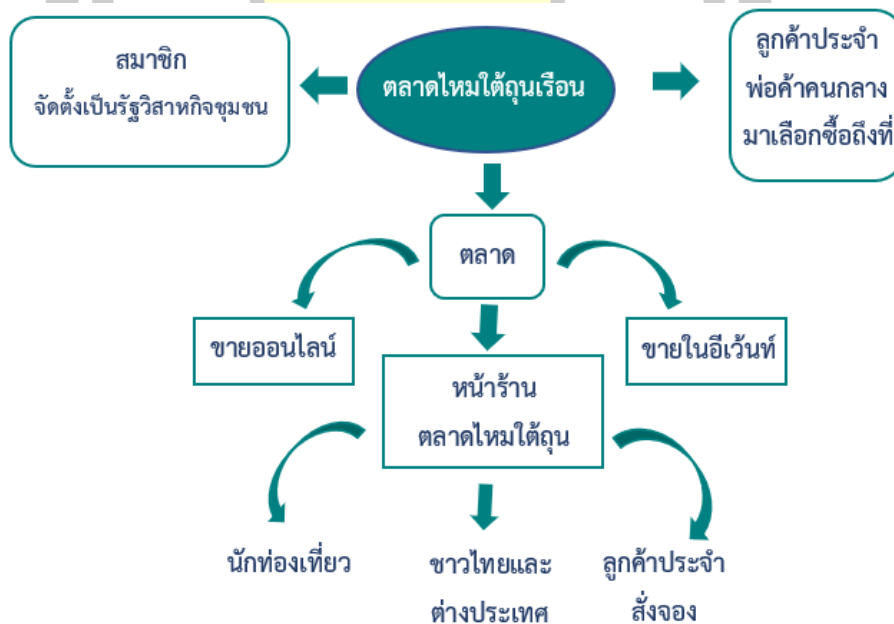 สมาชิก
จัดตั้งเป็นรัฐวิสาหกิจชุมชน
ตลาดไหมใต้ถุนเรือน
ลูกค้าประจำ
พ่อค้าคนกลาง
มาเลือกซื้อถึงที่
ตลาด
ขายออนไลน์
ขายในอีเว้นท์
หน้าร้าน
ตลาดไหมใต้ถุน
นักท่องเที่ยว
ชาวไทยและ
ต่างประเทศ
ลูกค้าประจำ
สั่งจอง